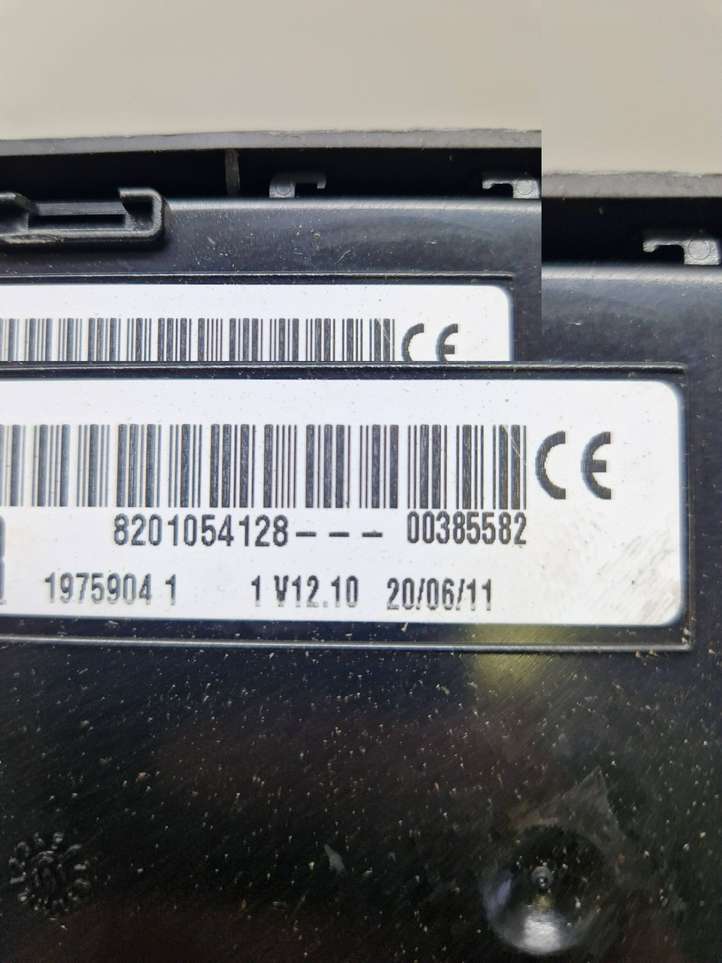 CE
CE
8201054128--- 00385582
1975904 1 1 V12.10 20/06/11